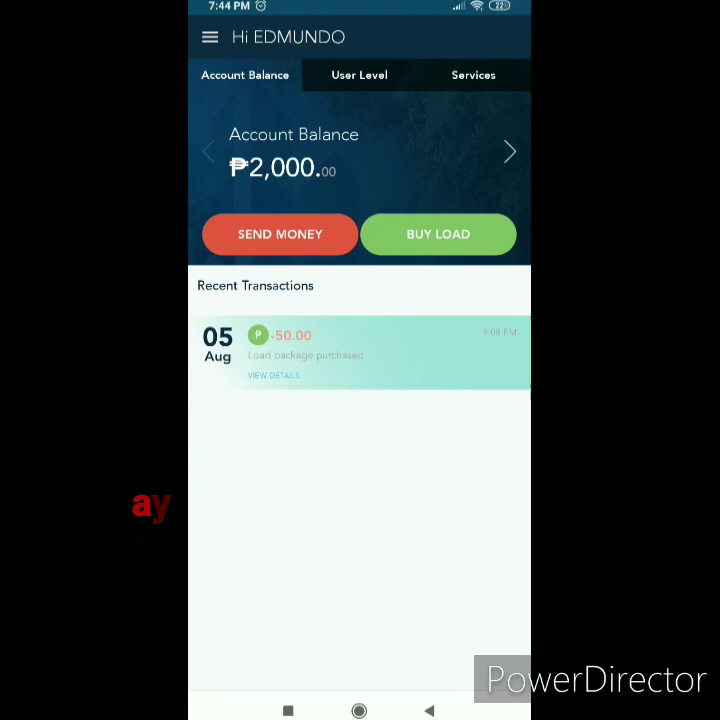 7:44 PM 22
Hi EDMUNDO
Account Balance User Level Services
Account Balance
₱2,000.00
SEND MONEY BUY LOAD
Recent Transactions
05 P -50.00 9:08 PM
Aug Load package purchased
VIEW DETAILS
ay
PowerDirector